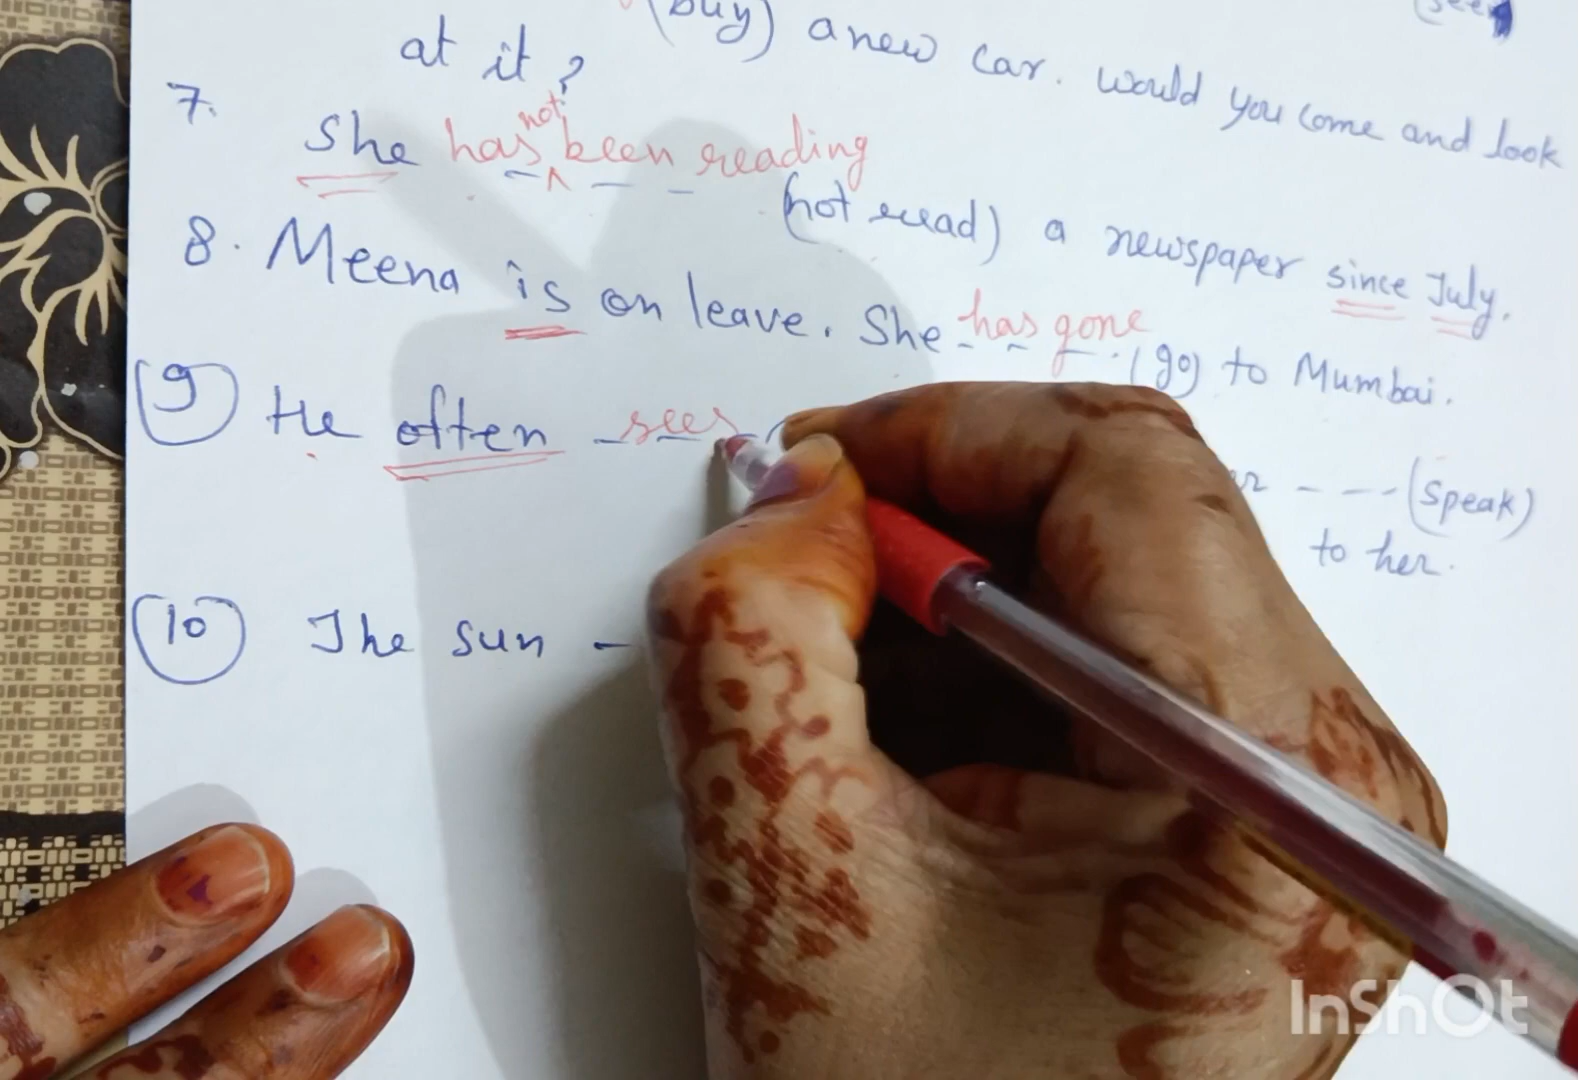 (buy) a new car. would you come and look
at it?
7. She has not been reading (not read) a newspaper since July.
8. Meena is on leave. She has gone (go) to Mumbai.
9 He often sees (speak)
to her.
10 The sun
InShOt